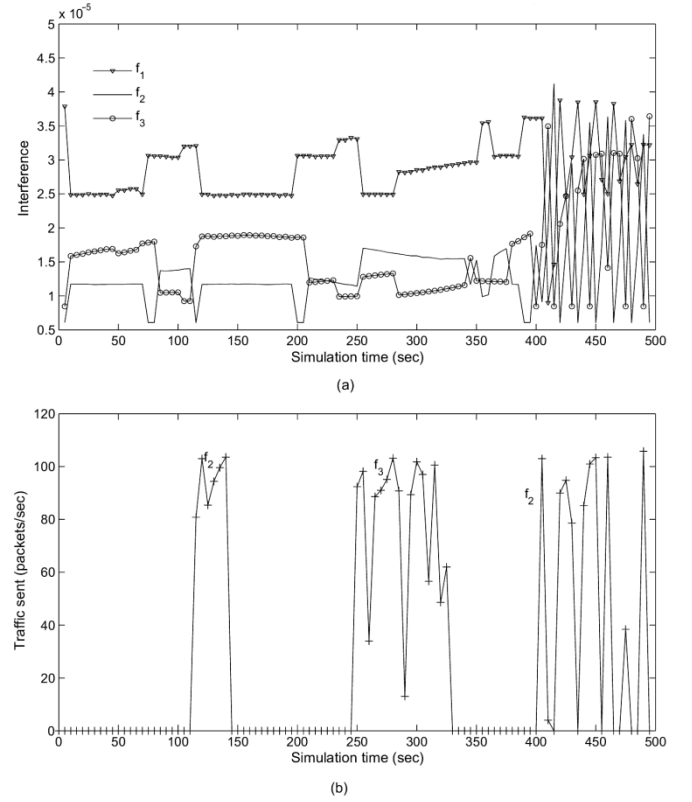 x 10⁻⁵
5
4.5
4
3.5
3
2.5
2
1.5
1
0.5
Interference
f₁
f₂
f₃
0 50 100 150 200 250 300 350 400 450 500
Simulation time (sec)
(a)
120
100
80
60
40
20
0
Traffic sent (packets/sec)
f₂
f₃
f₂
0 50 100 150 200 250 300 350 400 450 500
Simulation time (sec)
(b)